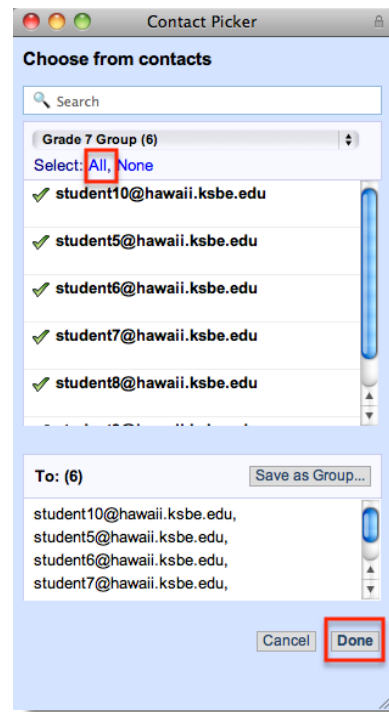 Contact Picker
Choose from contacts
Search
Grade 7 Group (6)
Select: All, None
student10@hawaii.ksbe.edu
student5@hawaii.ksbe.edu
student6@hawaii.ksbe.edu
student7@hawaii.ksbe.edu
student8@hawaii.ksbe.edu
To: (6) Save as Group...
student10@hawaii.ksbe.edu,
student5@hawaii.ksbe.edu,
student6@hawaii.ksbe.edu,
student7@hawaii.ksbe.edu,
Cancel Done